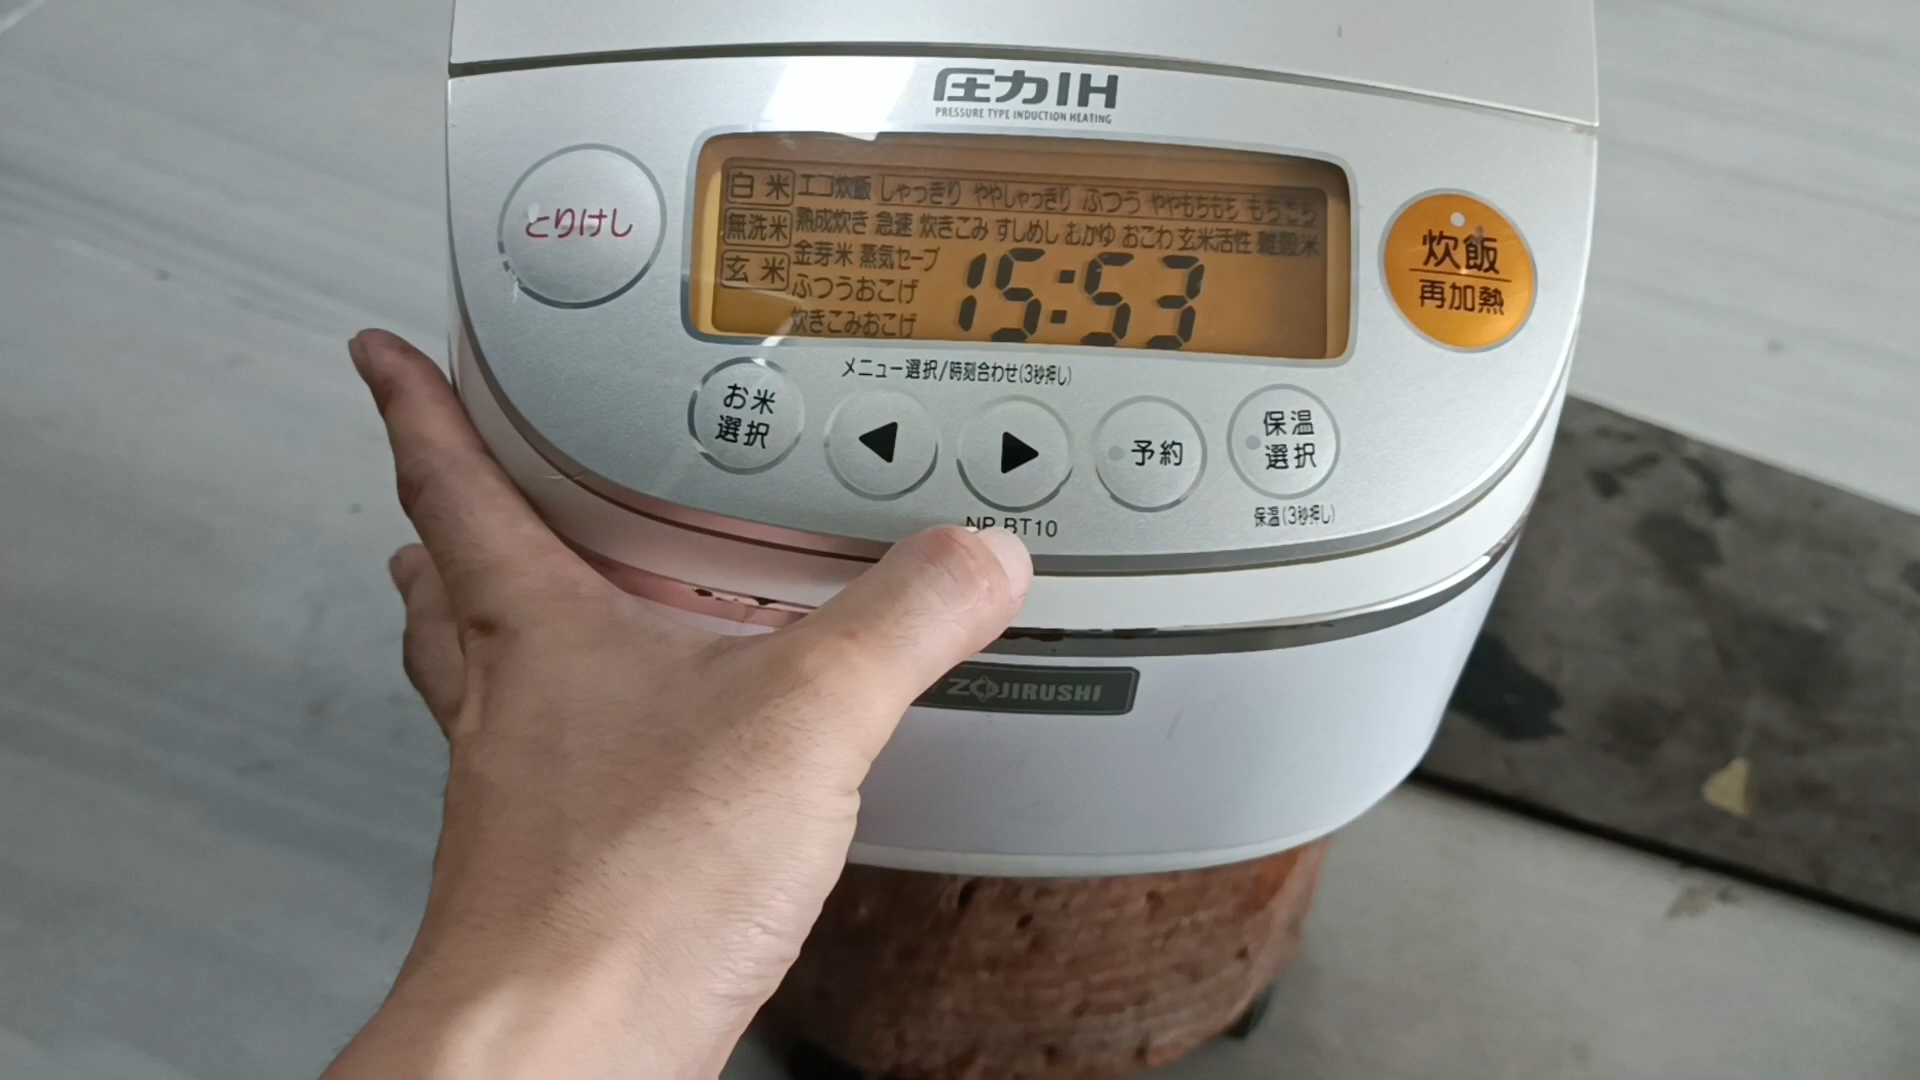 圧力IH
PRESSURE TYPE INDUCTION HEATING
とりけし
白米 エコ炊飯 しゃっきり ややしゃっきり ふつう ややもちもち もちもち
無洗米 熟成炊き 急速 炊きこみ すしめし おかゆ おこわ 玄米活性 雑穀米
金芽米 蒸気セーブ
玄米 ふつうおこげ
炊きこみおこげ
15:53
炊飯
再加熱
メニュー選択/時刻合わせ(3秒押し)
お米
選択
予約
保温
選択
保温(3秒押し)
NP-BT10
ZOJIRUSHI